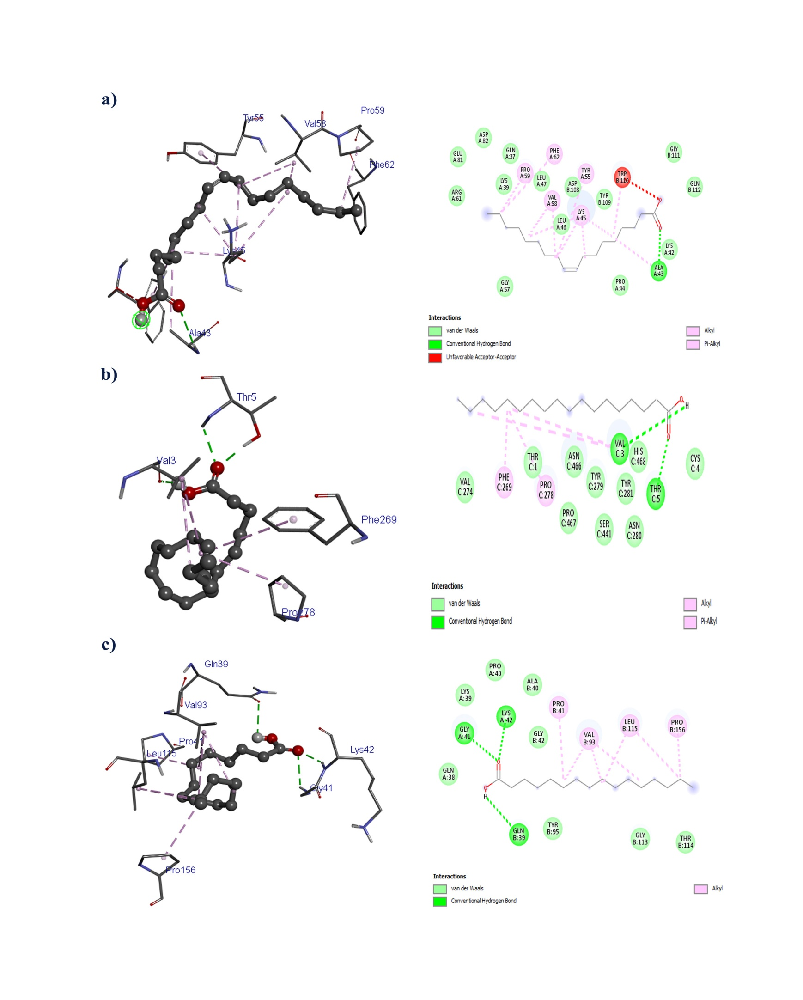 a)
Tyr55
Val58
Pro59
Phe62
Lys45
Ala43
ASP
A:82
GLU
A:81
GLN
A:37
PHE
A:62
GLY
B:111
PRO
A:59
LYS
A:39
LEU
A:47
TYR
A:55
TRP
B:110
ASP
B:108
GLN
B:112
ARG
A:61
VAL
A:58
TYR
B:109
LYS
A:45
LEU
A:46
O
O
LYS
A:42
ALA
A:43
GLY
A:57
PRO
A:44
Interactions
van der Waals
Conventional Hydrogen Bond
Unfavorable Acceptor-Acceptor
Alkyl
Pi-Alkyl
b)
Thr5
Val3
Phe269
Pro278
O
H
O
VAL
C:3
HIS
C:468
THR
C:1
ASN
C:466
CYS
C:4
VAL
C:274
PHE
C:269
PRO
C:278
TYR
C:279
TYR
C:281
THR
C:5
PRO
C:467
SER
C:441
ASN
C:280
Interactions
van der Waals
Conventional Hydrogen Bond
Alkyl
Pi-Alkyl
c)
Gln39
Val93
Pro41
Leu115
Lys42
Gly41
Pro156
PRO
A:40
ALA
B:40
LYS
A:39
PRO
B:41
LYS
A:42
GLY
A:41
GLY
B:42
VAL
B:93
LEU
B:115
PRO
B:156
GLN
A:38
O
O
H
GLN
B:39
TYR
B:95
GLY
B:113
THR
B:114
Interactions
van der Waals
Conventional Hydrogen Bond
Alkyl